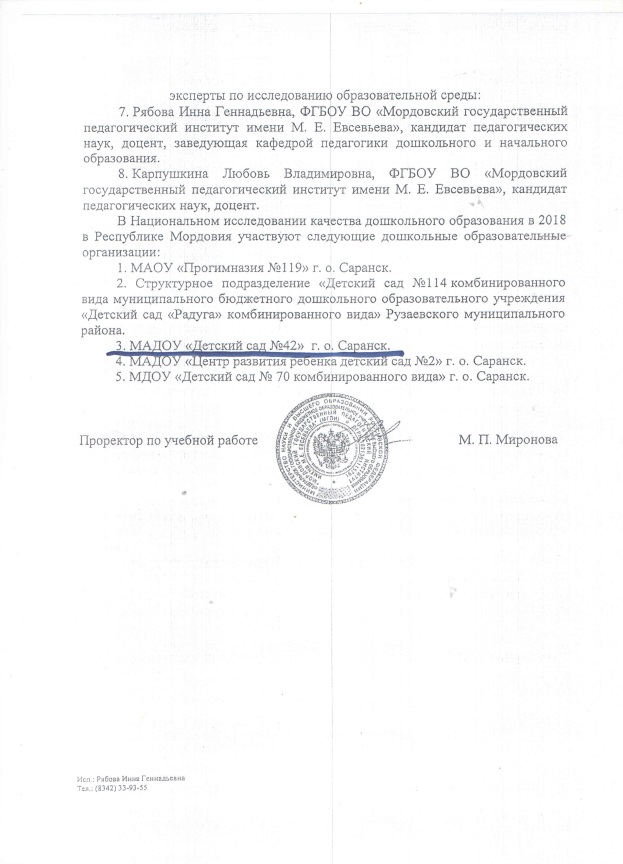 эксперты по исследованию образовательной среды:
7. Рябова Инна Геннадьевна, ФГБОУ ВО «Мордовский государственный
педагогический институт имени М. Е. Евсевьева», кандидат педагогических
наук, доцент, заведующая кафедрой педагогики дошкольного и начального
образования.
8. Карпушкина Любовь Владимировна, ФГБОУ ВО «Мордовский
государственный педагогический институт имени М. Е. Евсевьева», кандидат
педагогических наук, доцент.
В Национальном исследовании качества дошкольного образования в 2018
в Республике Мордовия участвуют следующие дошкольные образовательные
организации:
1. МАОУ «Прогимназия №119» г. о. Саранск.
2. Структурное подразделение «Детский сад №114 комбинированного
вида муниципального бюджетного дошкольного образовательного учреждения
«Детский сад «Радуга» комбинированного вида» Рузаевского муниципального
района.
3. МАДОУ «Детский сад №42» г. о. Саранск.
4. МАДОУ «Центр развития ребенка детский сад №2» г. о. Саранск.
5. МДОУ «Детский сад № 70 комбинированного вида» г. о. Саранск.
Проректор по учебной работе М. П. Миронова
Исп.: Рябова Инна Геннадьевна
Тел.: (8342) 33-93-55